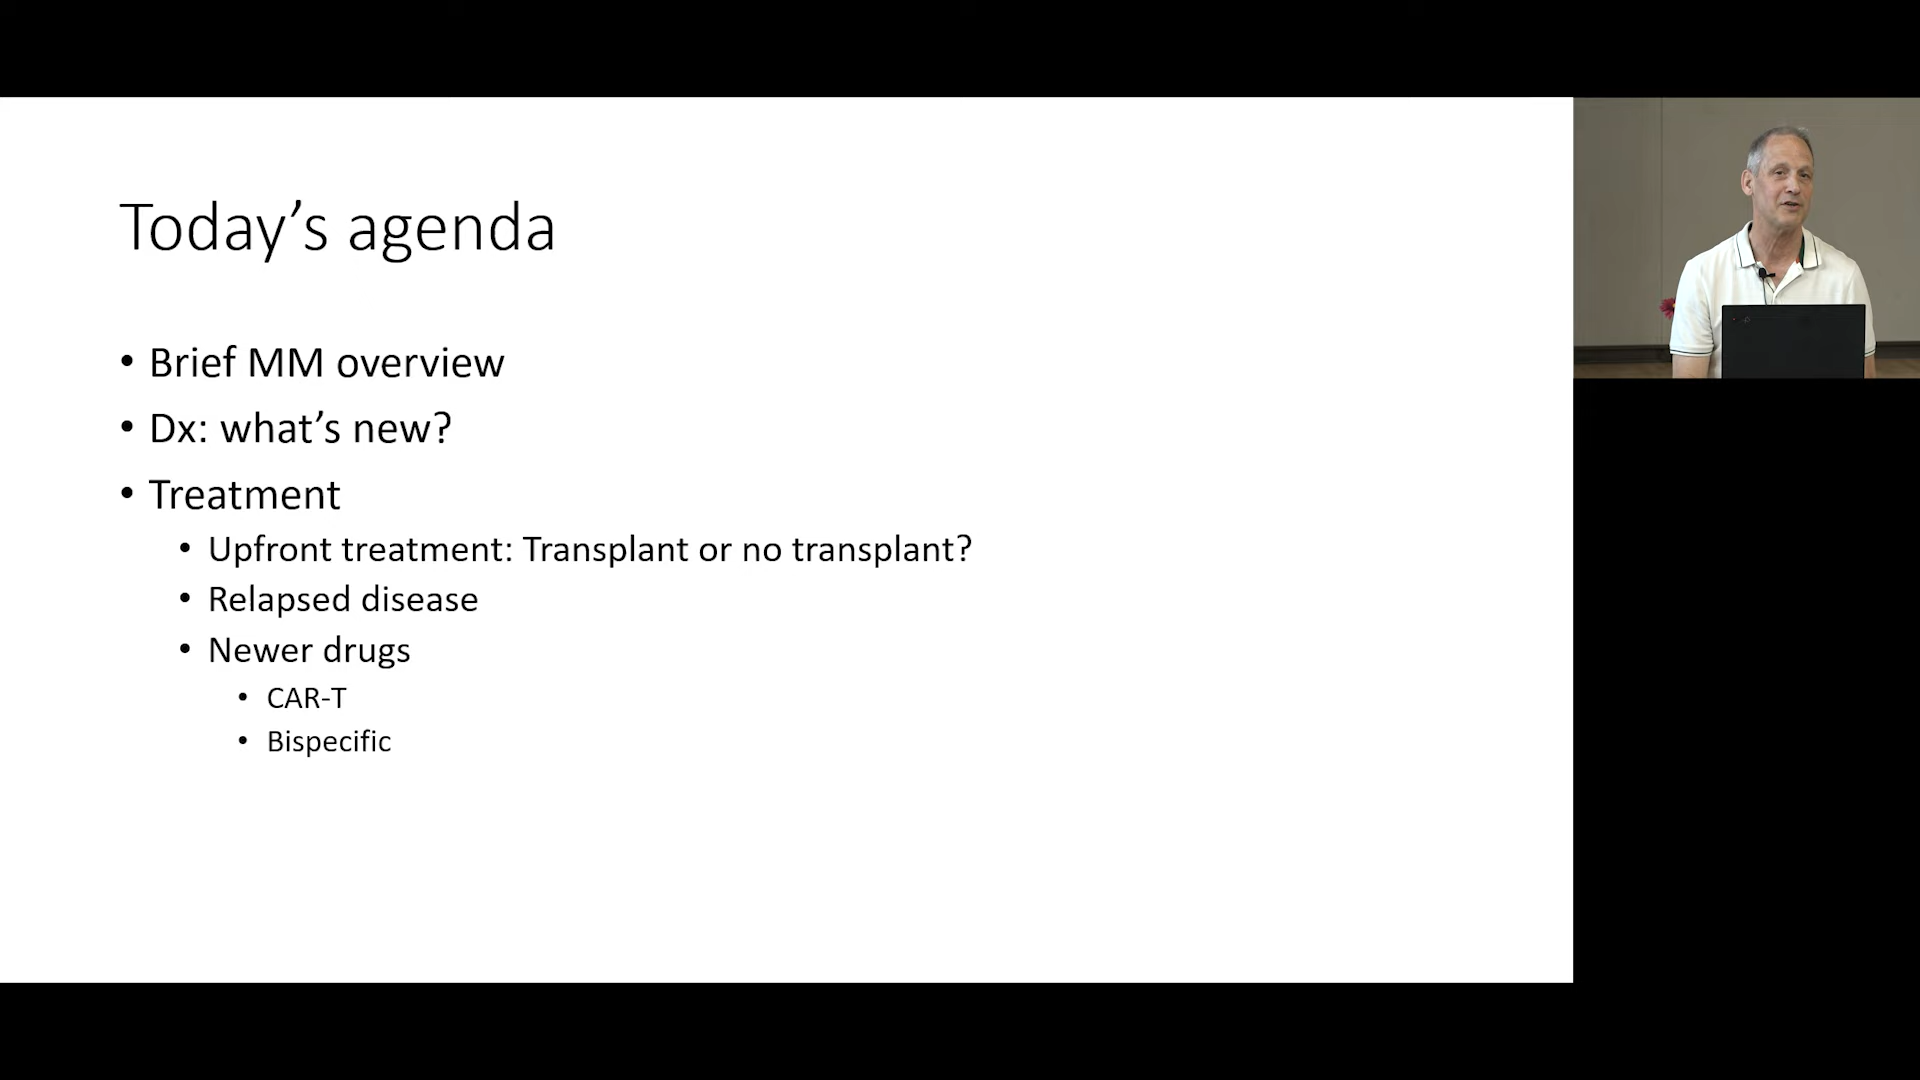 Today's agenda
• Brief MM overview
• Dx: what's new?
• Treatment
• Upfront treatment: Transplant or no transplant?
• Relapsed disease
• Newer drugs
• CAR-T
• Bispecific